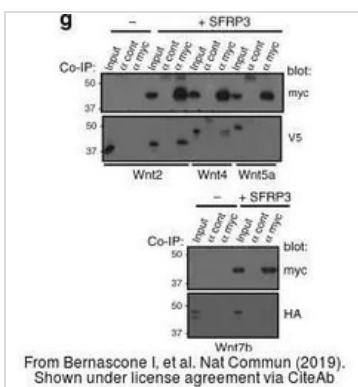 g
– + SFRP3
Co-IP: Input α cont α myc Input α cont α myc Input α cont α myc Input α cont α myc blot:
50
37
myc
50
37
V5
Wnt2 Wnt4 Wnt5a
– + SFRP3
Co-IP: Input α cont α myc Input α cont α myc blot:
50
37
myc
50
37
HA
Wnt7b
From Bernascone I, et al. Nat Commun (2019).
Shown under license agreement via CiteAb